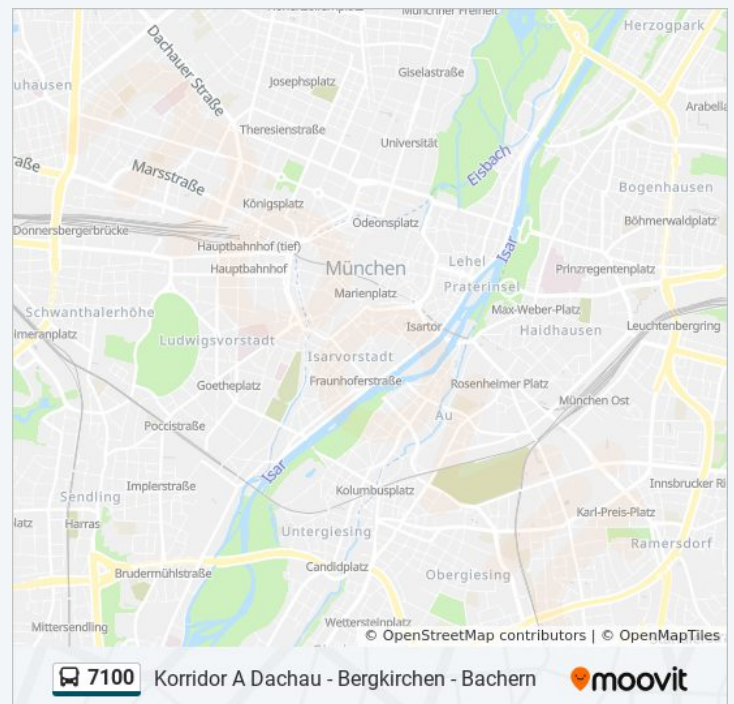 Münchner Freiheit
Herzogpark
Dachauer Straße
Giselastraße
uhausen
Josephsplatz
Arabella
Theresienstraße
Universität
aße
Marsstraße
Eisbach
Bogenhausen
Königsplatz
Odeonsplatz
Böhmerwaldplatz
Donnersbergerbrücke
Hauptbahnhof (tief)
Isar
Lehel
Hauptbahnhof
München
Prinzregentenplatz
Praterinsel
Marienplatz
Schwanthalerhöhe
Max-Weber-Platz
Isartor
Leuchtenbergring
Haidhausen
imeranplatz
Ludwigsvorstadt
Isarvorstadt
Goetheplatz
Fraunhoferstraße
Rosenheimer Platz
München Ost
Au
Poccistraße
Isar
Implerstraße
Kolumbusplatz
Innsbrucker Ri
Sendling
Karl-Preis-Platz
latz
Harras
Untergiesing
Ramersdorf
Candidplatz
Brudermühlstraße
Obergiesing
Mittersendling
Wettersteinplatz
© OpenStreetMap contributors | © OpenMapTiles
7100 Korridor A Dachau - Bergkirchen - Bachern moovit